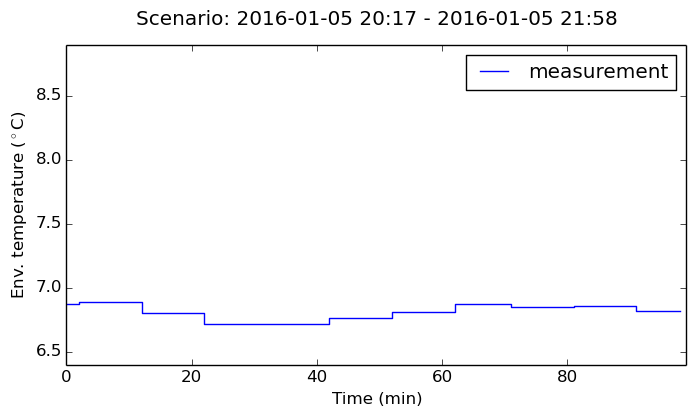 Scenario: 2016-01-05 20:17 - 2016-01-05 21:58
measurement
Env. temperature (°C)
8.5
8.0
7.5
7.0
6.5
0 20 40 60 80
Time (min)